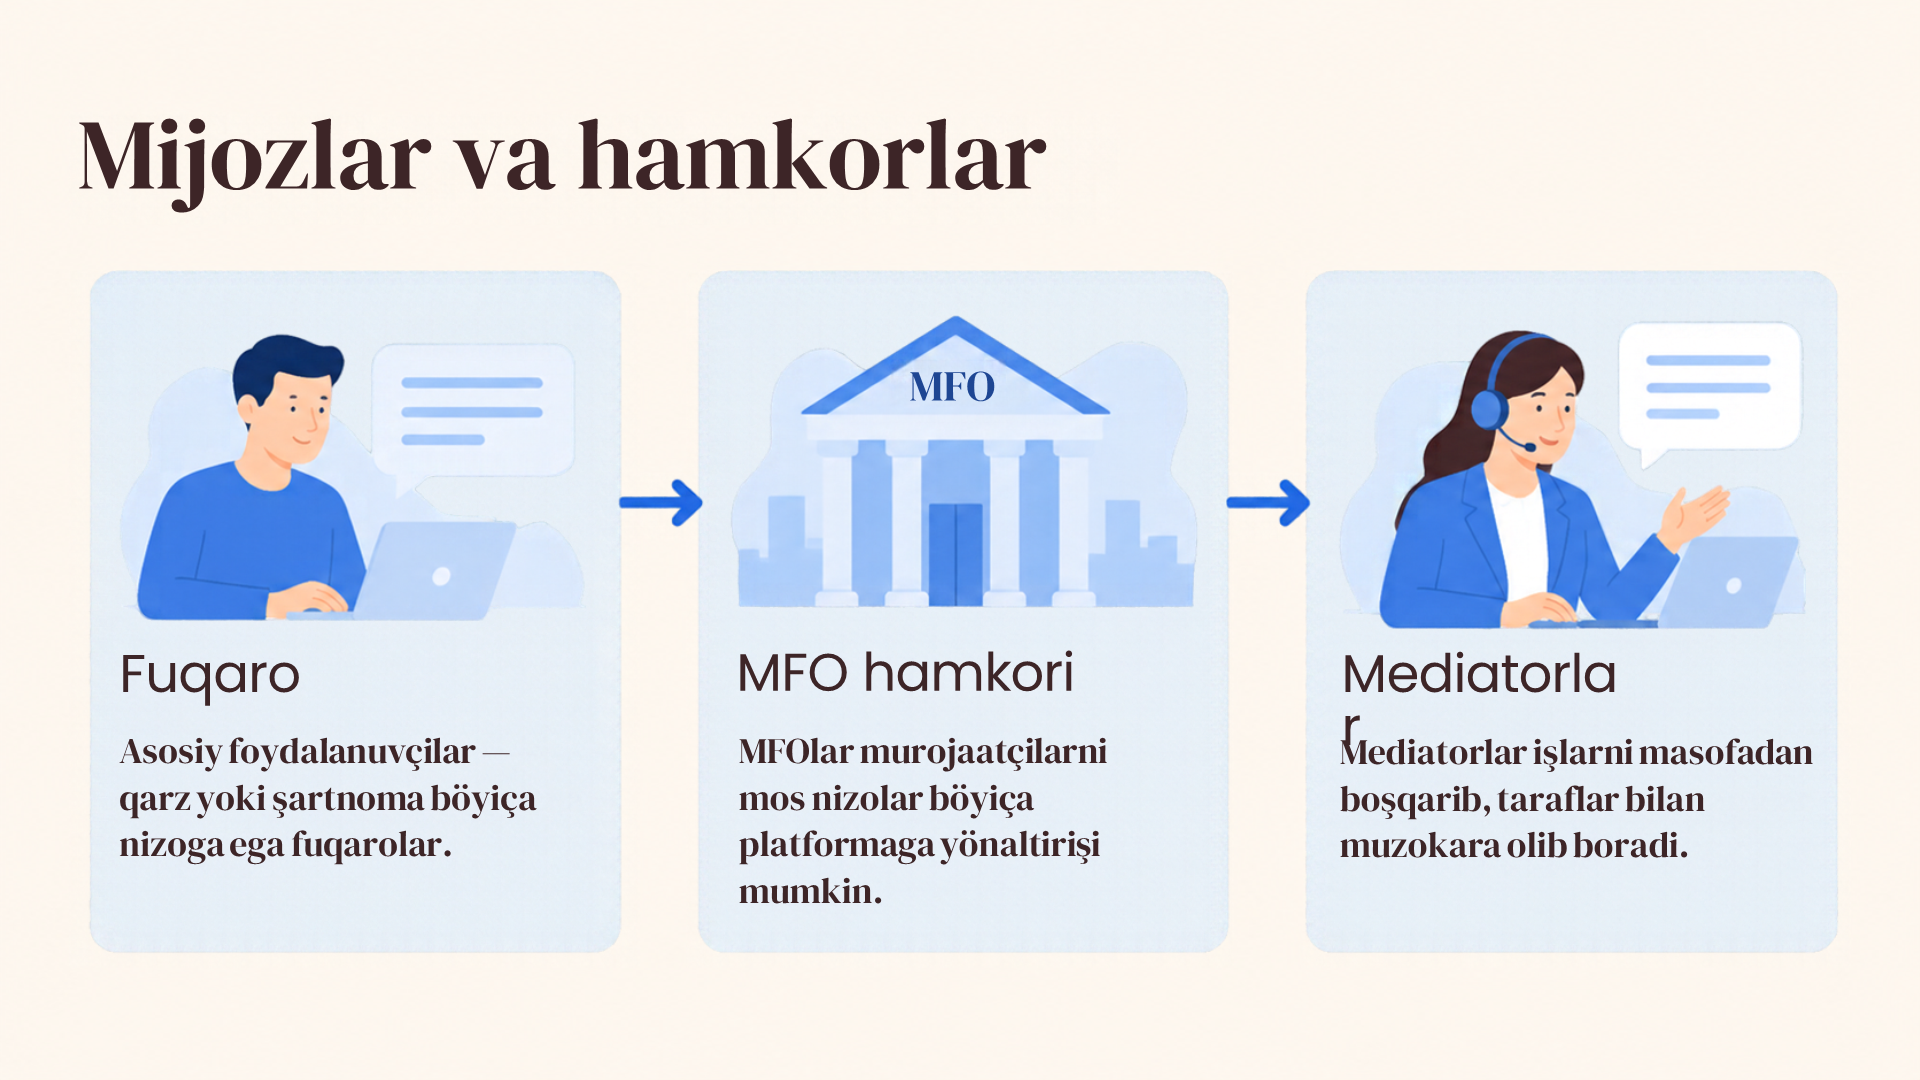 Mijozlar va hamkorlar
MFO
Fuqaro
Asosiy foydalanuvçilar —
qarz yoki şartnoma böyiça
nizoga ega fuqarolar.
MFO hamkori
MFOlar murojaatçilarni
mos nizolar böyiça
platformaga yönaltirişi
mumkin.
Mediatorla
r
Mediatorlar işlarni masofadan
boşqarib, taraflar bilan
muzokara olib boradi.